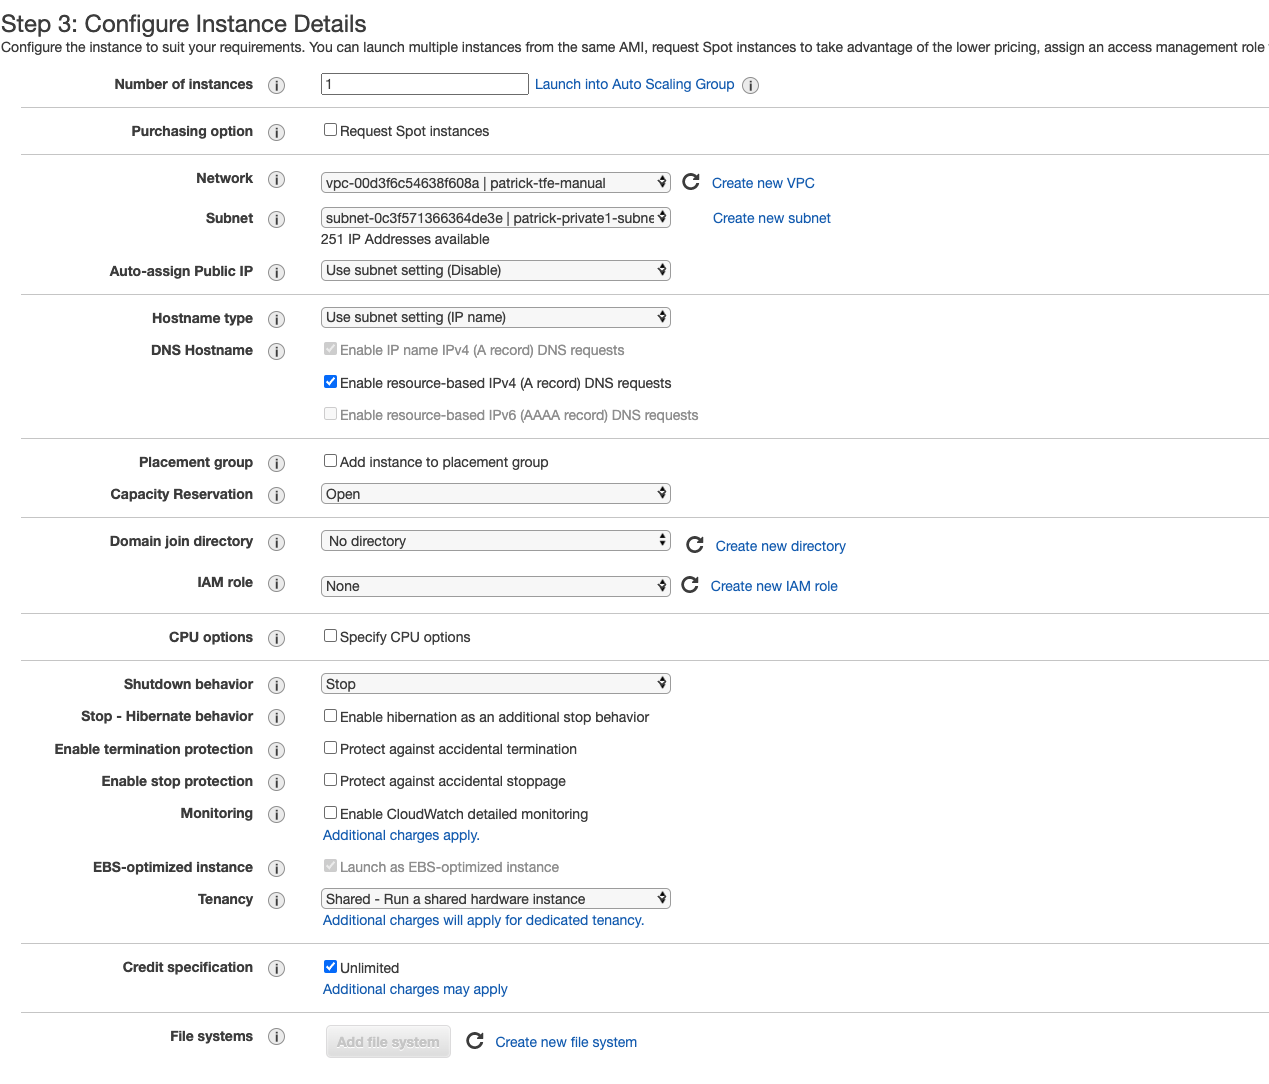 Step 3: Configure Instance Details
Configure the instance to suit your requirements. You can launch multiple instances from the same AMI, request Spot instances to take advantage of the lower pricing, assign an access management role
Number of instances i 1 Launch into Auto Scaling Group i
Purchasing option i Request Spot instances
Network i vpc-00d3f6c54638f608a | patrick-tfe-manual Create new VPC
Subnet i subnet-0c3f571366364de3e | patrick-private1-subne Create new subnet
251 IP Addresses available
Auto-assign Public IP i Use subnet setting (Disable)
Hostname type i Use subnet setting (IP name)
DNS Hostname i Enable IP name IPv4 (A record) DNS requests
Enable resource-based IPv4 (A record) DNS requests
Enable resource-based IPv6 (AAAA record) DNS requests
Placement group i Add instance to placement group
Capacity Reservation i Open
Domain join directory i No directory Create new directory
IAM role i None Create new IAM role
CPU options i Specify CPU options
Shutdown behavior i Stop
Stop - Hibernate behavior i Enable hibernation as an additional stop behavior
Enable termination protection i Protect against accidental termination
Enable stop protection i Protect against accidental stoppage
Monitoring i Enable CloudWatch detailed monitoring
Additional charges apply.
EBS-optimized instance i Launch as EBS-optimized instance
Tenancy i Shared - Run a shared hardware instance
Additional charges will apply for dedicated tenancy.
Credit specification i Unlimited
Additional charges may apply
File systems i Add file system Create new file system